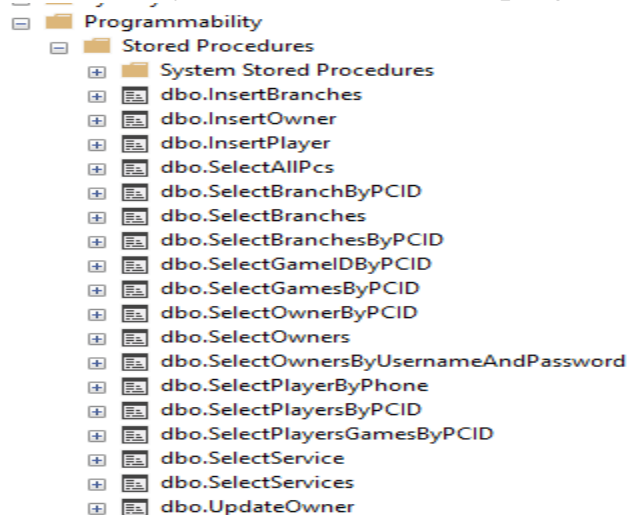 Programmability
Stored Procedures
System Stored Procedures
dbo.InsertBranches
dbo.InsertOwner
dbo.InsertPlayer
dbo.SelectAllPcs
dbo.SelectBranchByPCID
dbo.SelectBranches
dbo.SelectBranchesByPCID
dbo.SelectGameIDByPCID
dbo.SelectGamesByPCID
dbo.SelectOwnerByPCID
dbo.SelectOwners
dbo.SelectOwnersByUsernameAndPassword
dbo.SelectPlayerByPhone
dbo.SelectPlayersByPCID
dbo.SelectPlayersGamesByPCID
dbo.SelectService
dbo.SelectServices
dbo.UpdateOwner